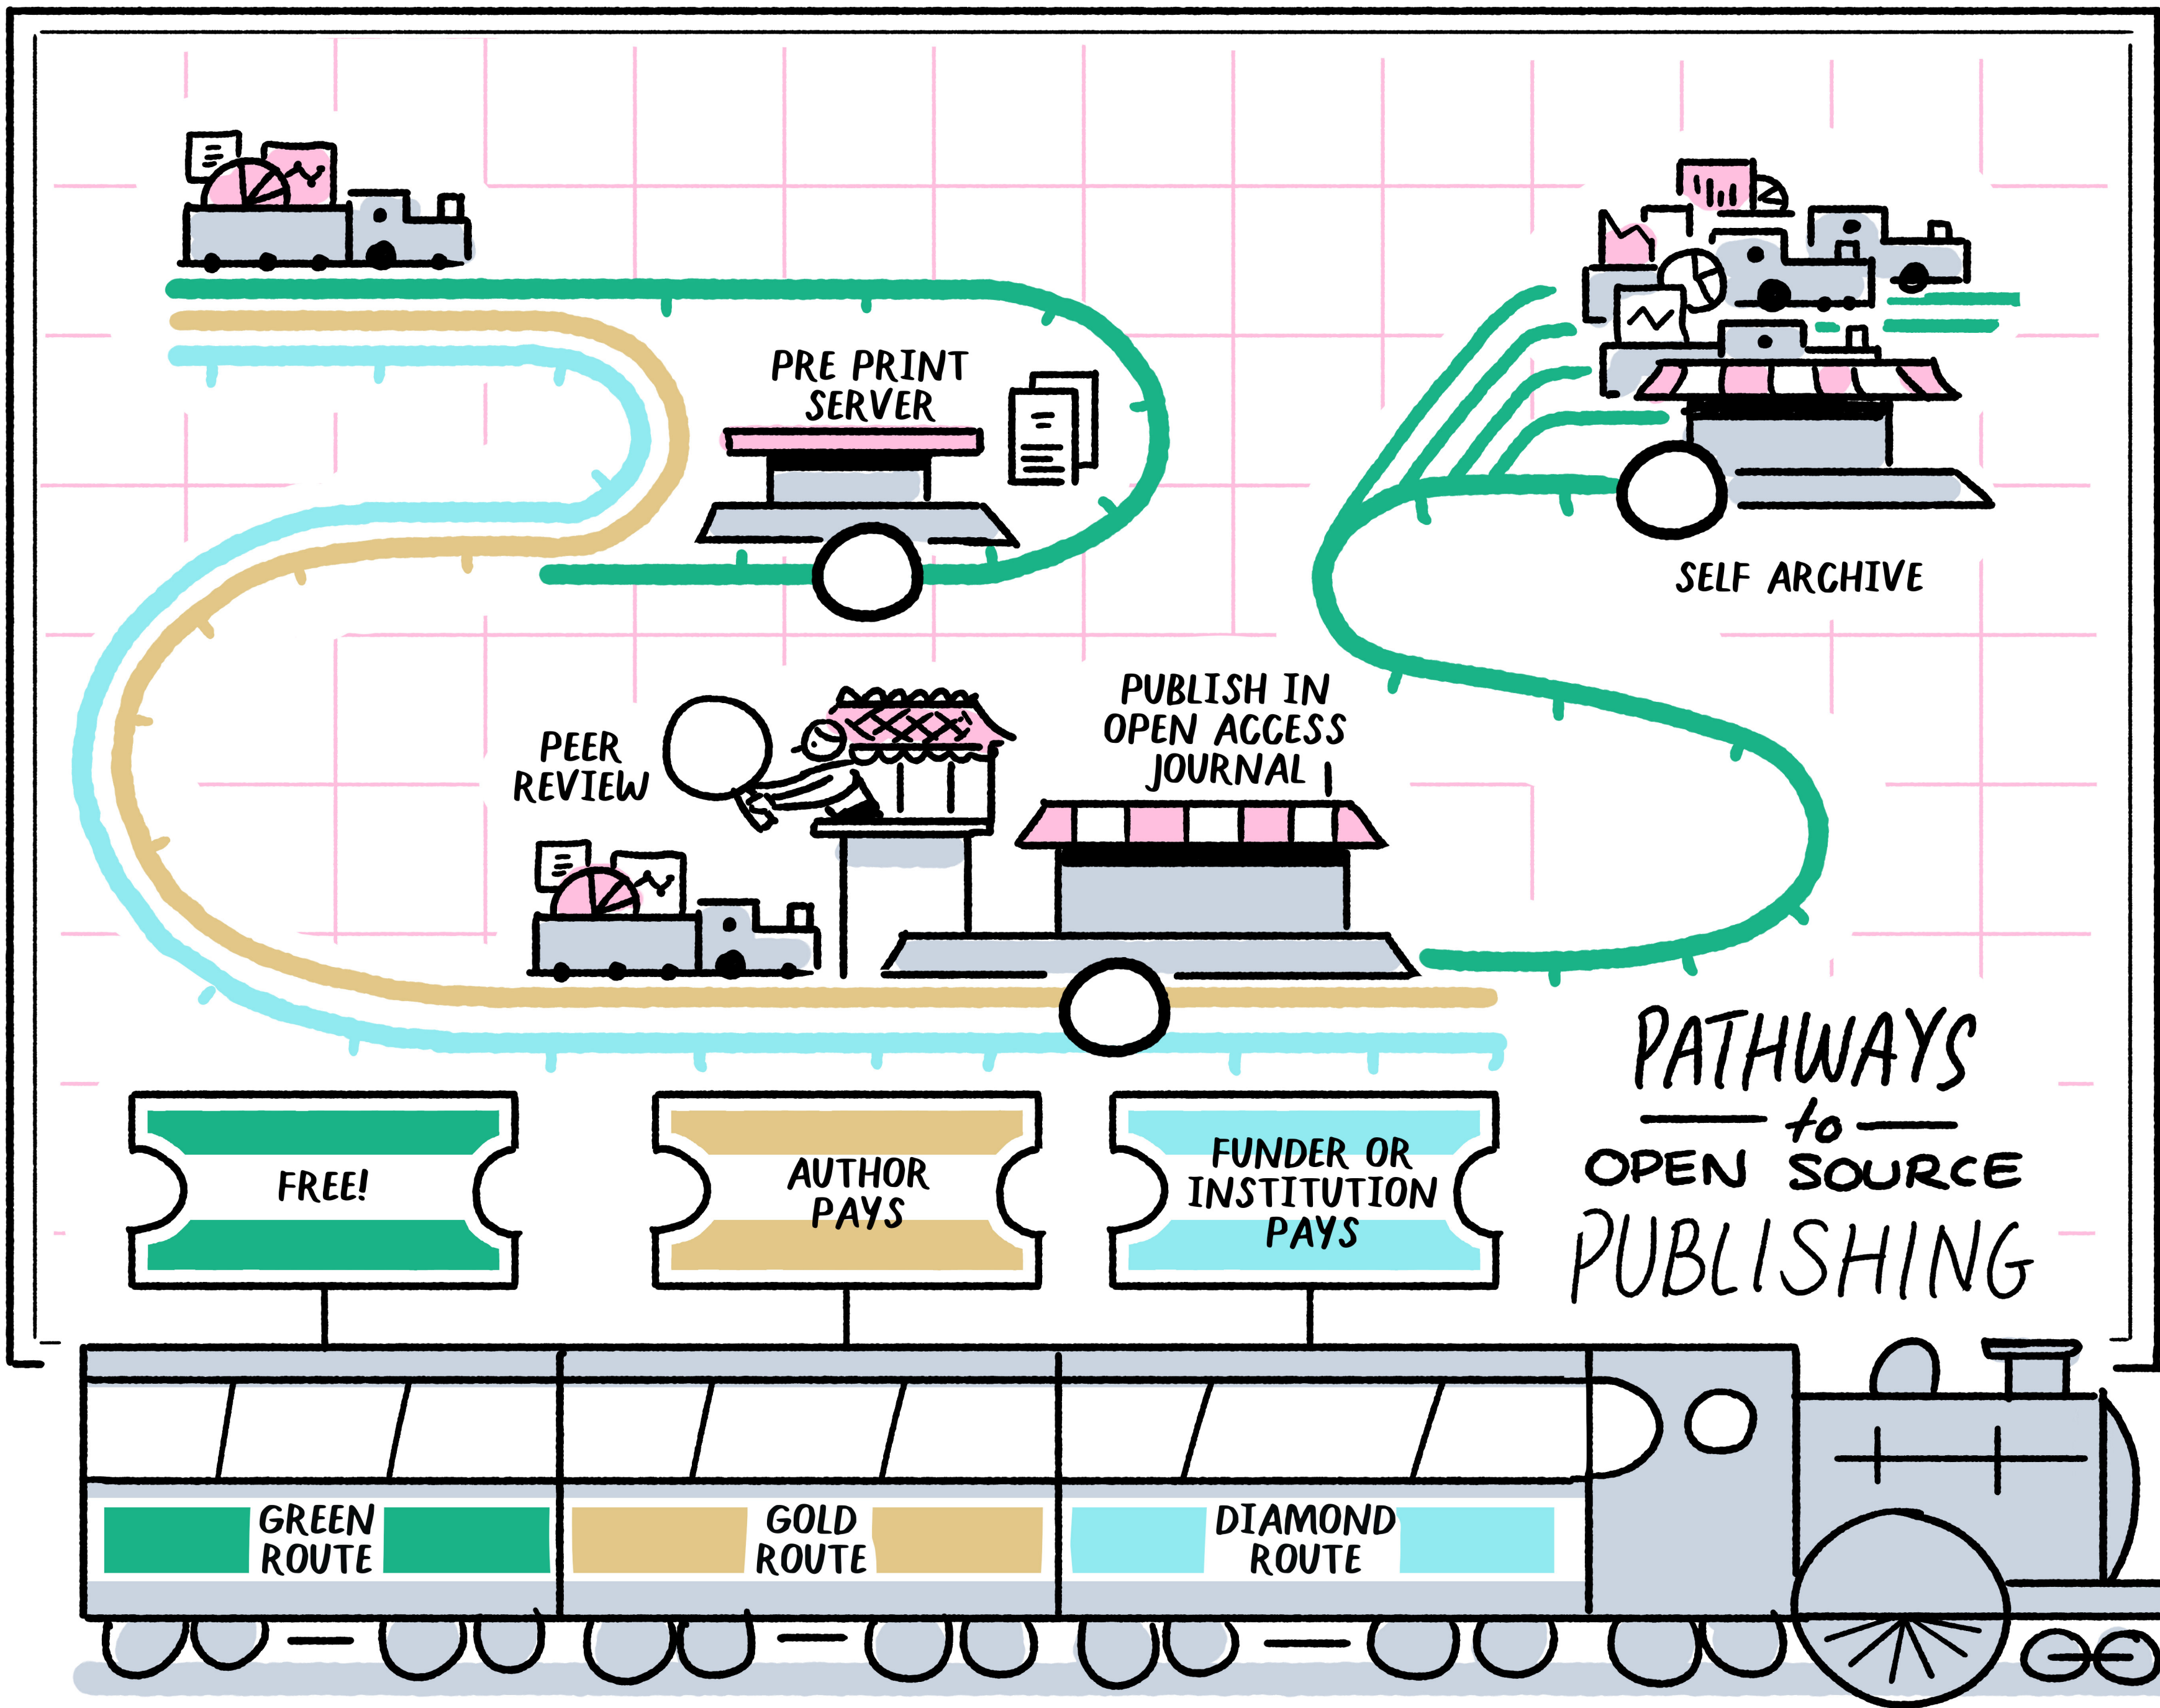 PRE PRINT
SERVER
SELF ARCHIVE
PEER
REVIEW
PUBLISH IN
OPEN ACCESS
JOURNAL
PATHWAYS
to
OPEN SOURCE
PUBLISHING
FREE!
AUTHOR
PAYS
FUNDER OR
INSTITUTION
PAYS
GREEN
ROUTE
GOLD
ROUTE
DIAMOND
ROUTE